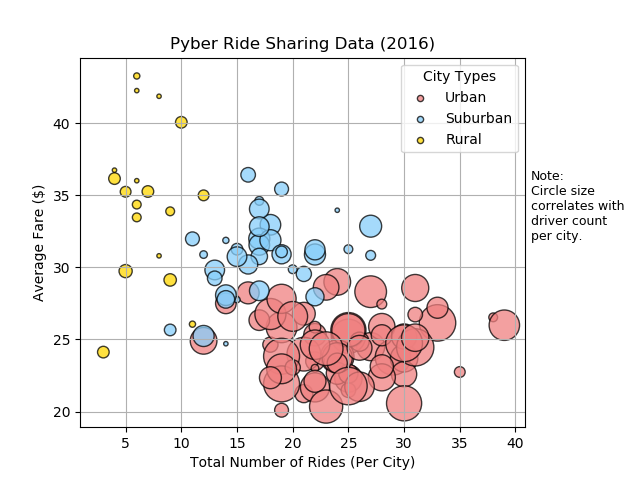 Pyber Ride Sharing Data (2016)
City Types
Urban
Suburban
Rural
Note:
Circle size
correlates with
driver count
per city.
Average Fare ($)
40
35
30
25
20
5 10 15 20 25 30 35 40
Total Number of Rides (Per City)